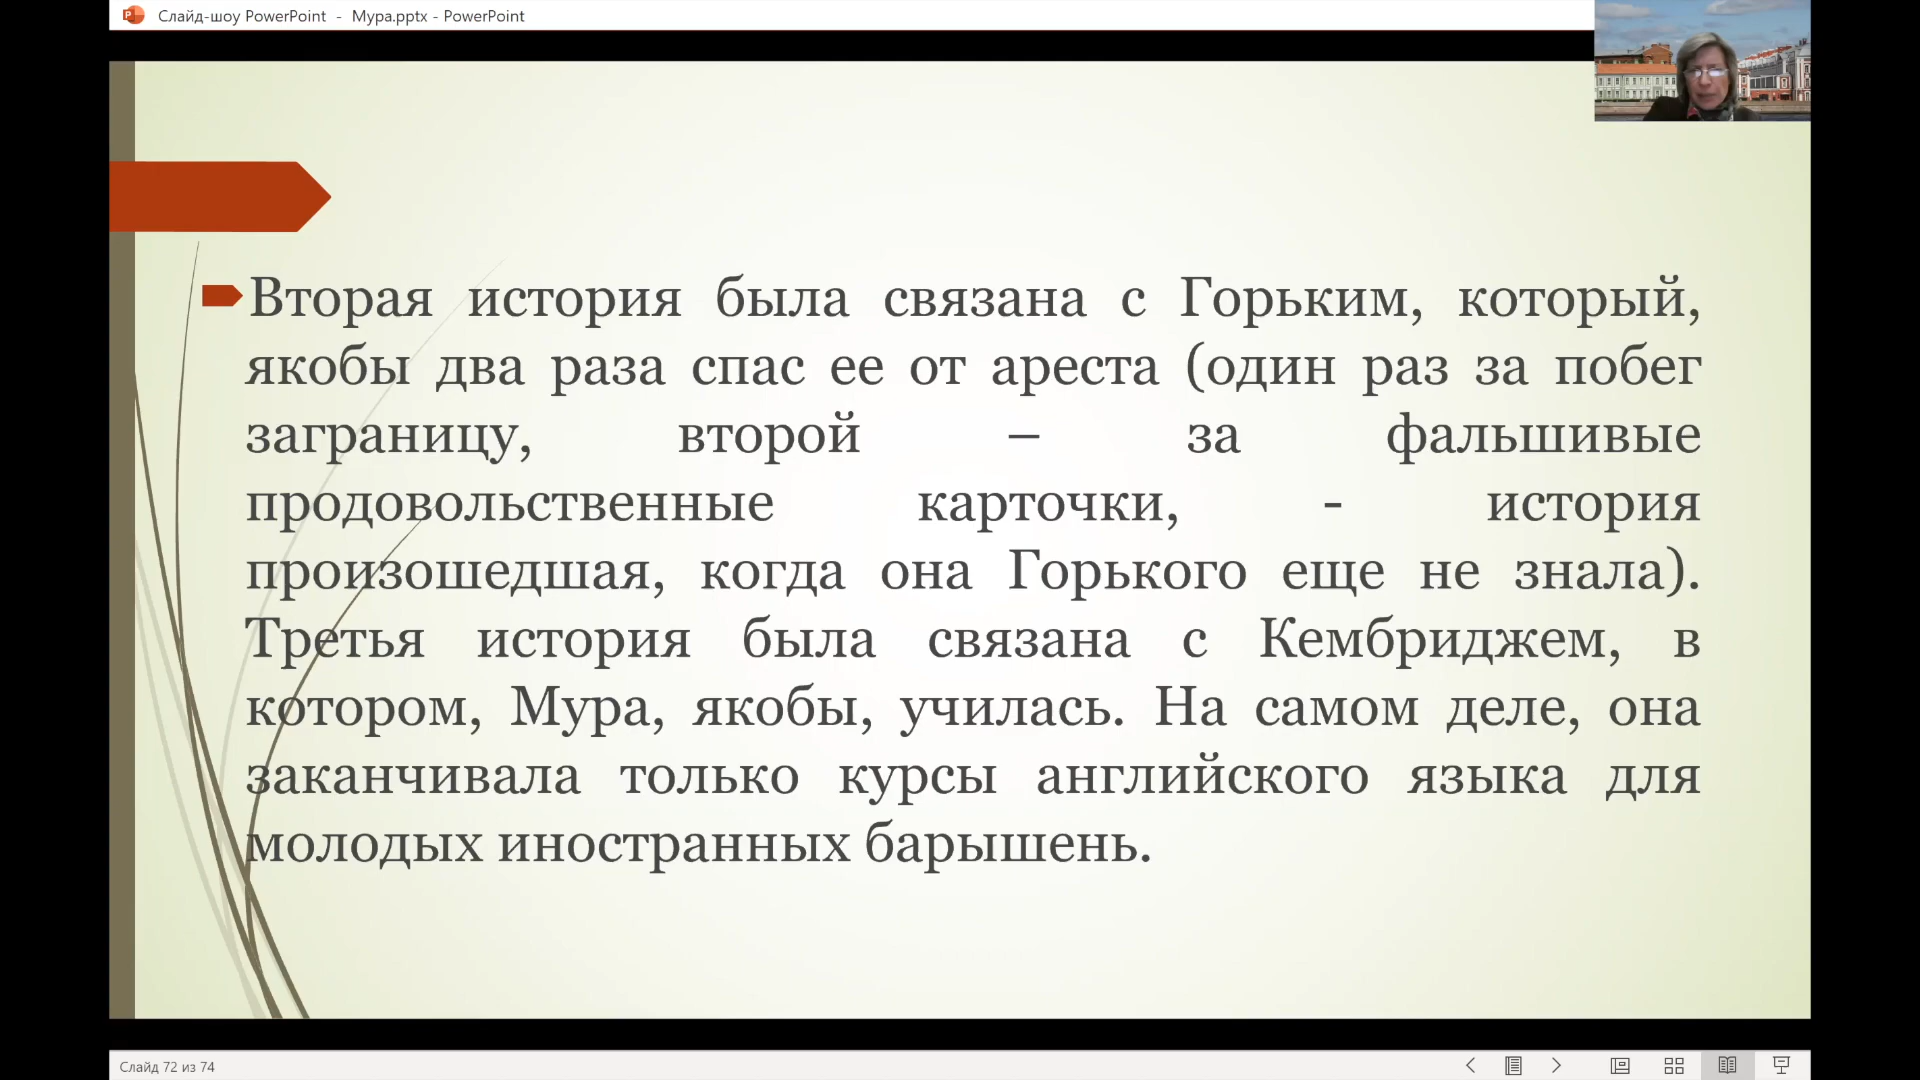 Слайд-шоу PowerPoint - Мура.pptx - PowerPoint
Вторая история была связана с Горьким, который,
якобы два раза спас ее от ареста (один раз за побег
заграницу, второй – за фальшивые
продовольственные карточки, - история
произошедшая, когда она Горького еще не знала).
Третья история была связана с Кембриджем, в
котором, Мура, якобы, училась. На самом деле, она
заканчивала только курсы английского языка для
молодых иностранных барышень.
Слайд 72 из 74